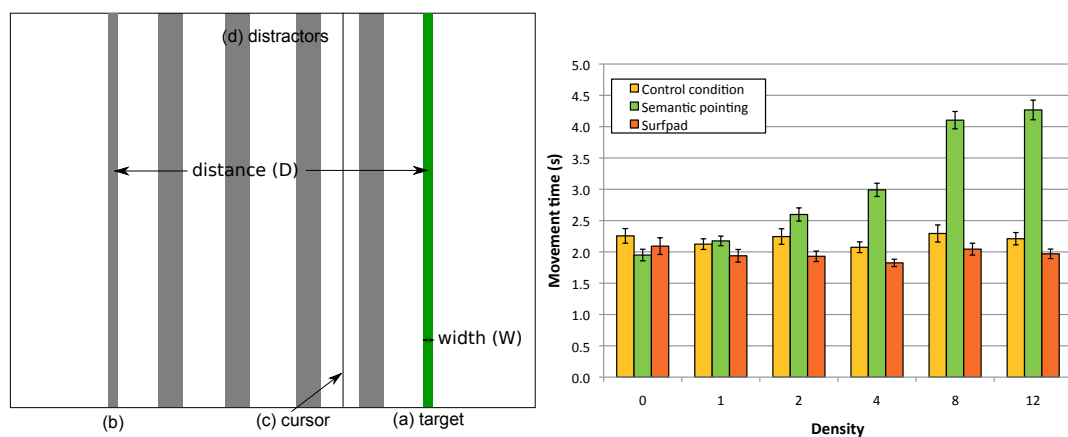 (d) distractors
distance (D)
width (W)
(b)
(c) cursor
(a) target
Movement time (s)
5.0
4.5
4.0
3.5
3.0
2.5
2.0
1.5
1.0
0.5
0.0
Control condition
Semantic pointing
Surfpad
0 1 2 4 8 12
Density